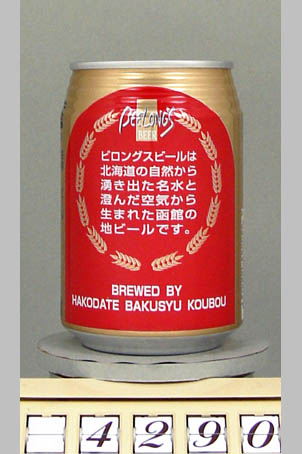 BEELONG'S
BEER
ビロングスビールは
北海道の自然から
湧き出た名水と
澄んだ空気から
生まれた函館の
地ビールです。
BREWED BY
HAKODATE BAKUSYU KOUBOU
4290